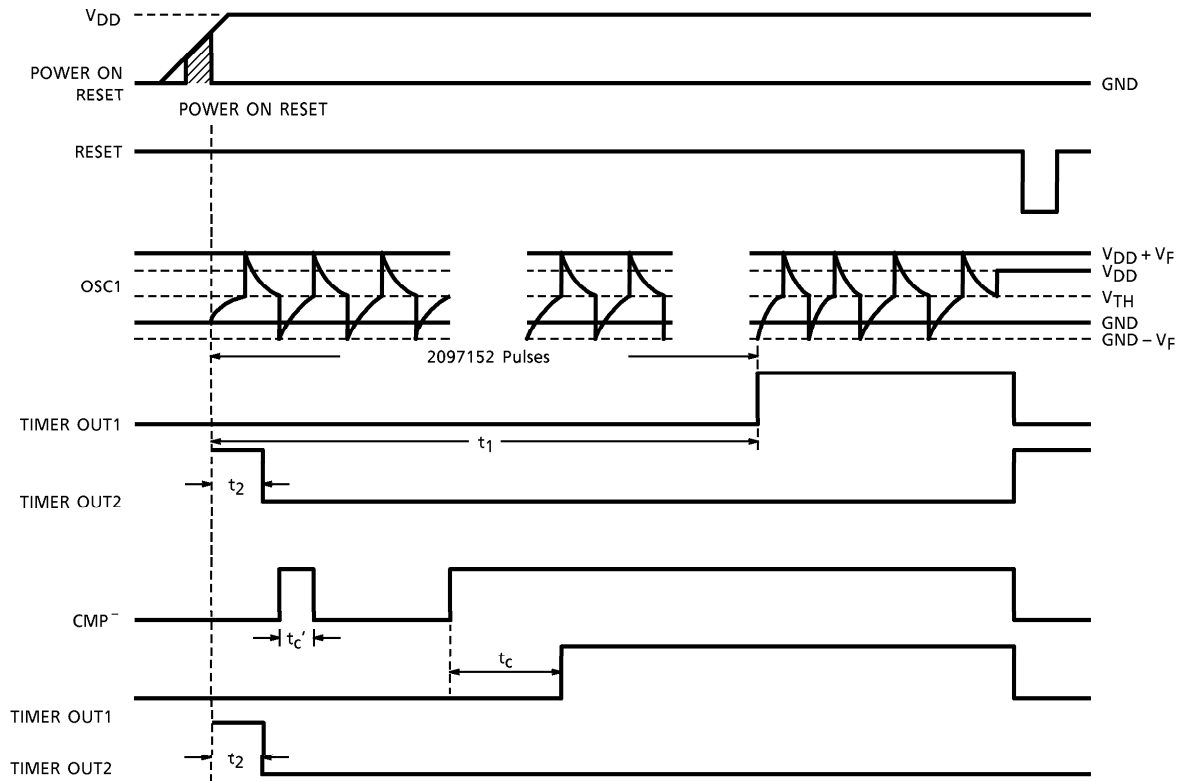 VDD
POWER ON
RESET
GND
POWER ON RESET
RESET
OSC1
VDD + VF
VDD
VTH
GND
GND – VF
2097152 Pulses
TIMER OUT1
t1
t2
TIMER OUT2
CMP–
tc'
tc
TIMER OUT1
t2
TIMER OUT2